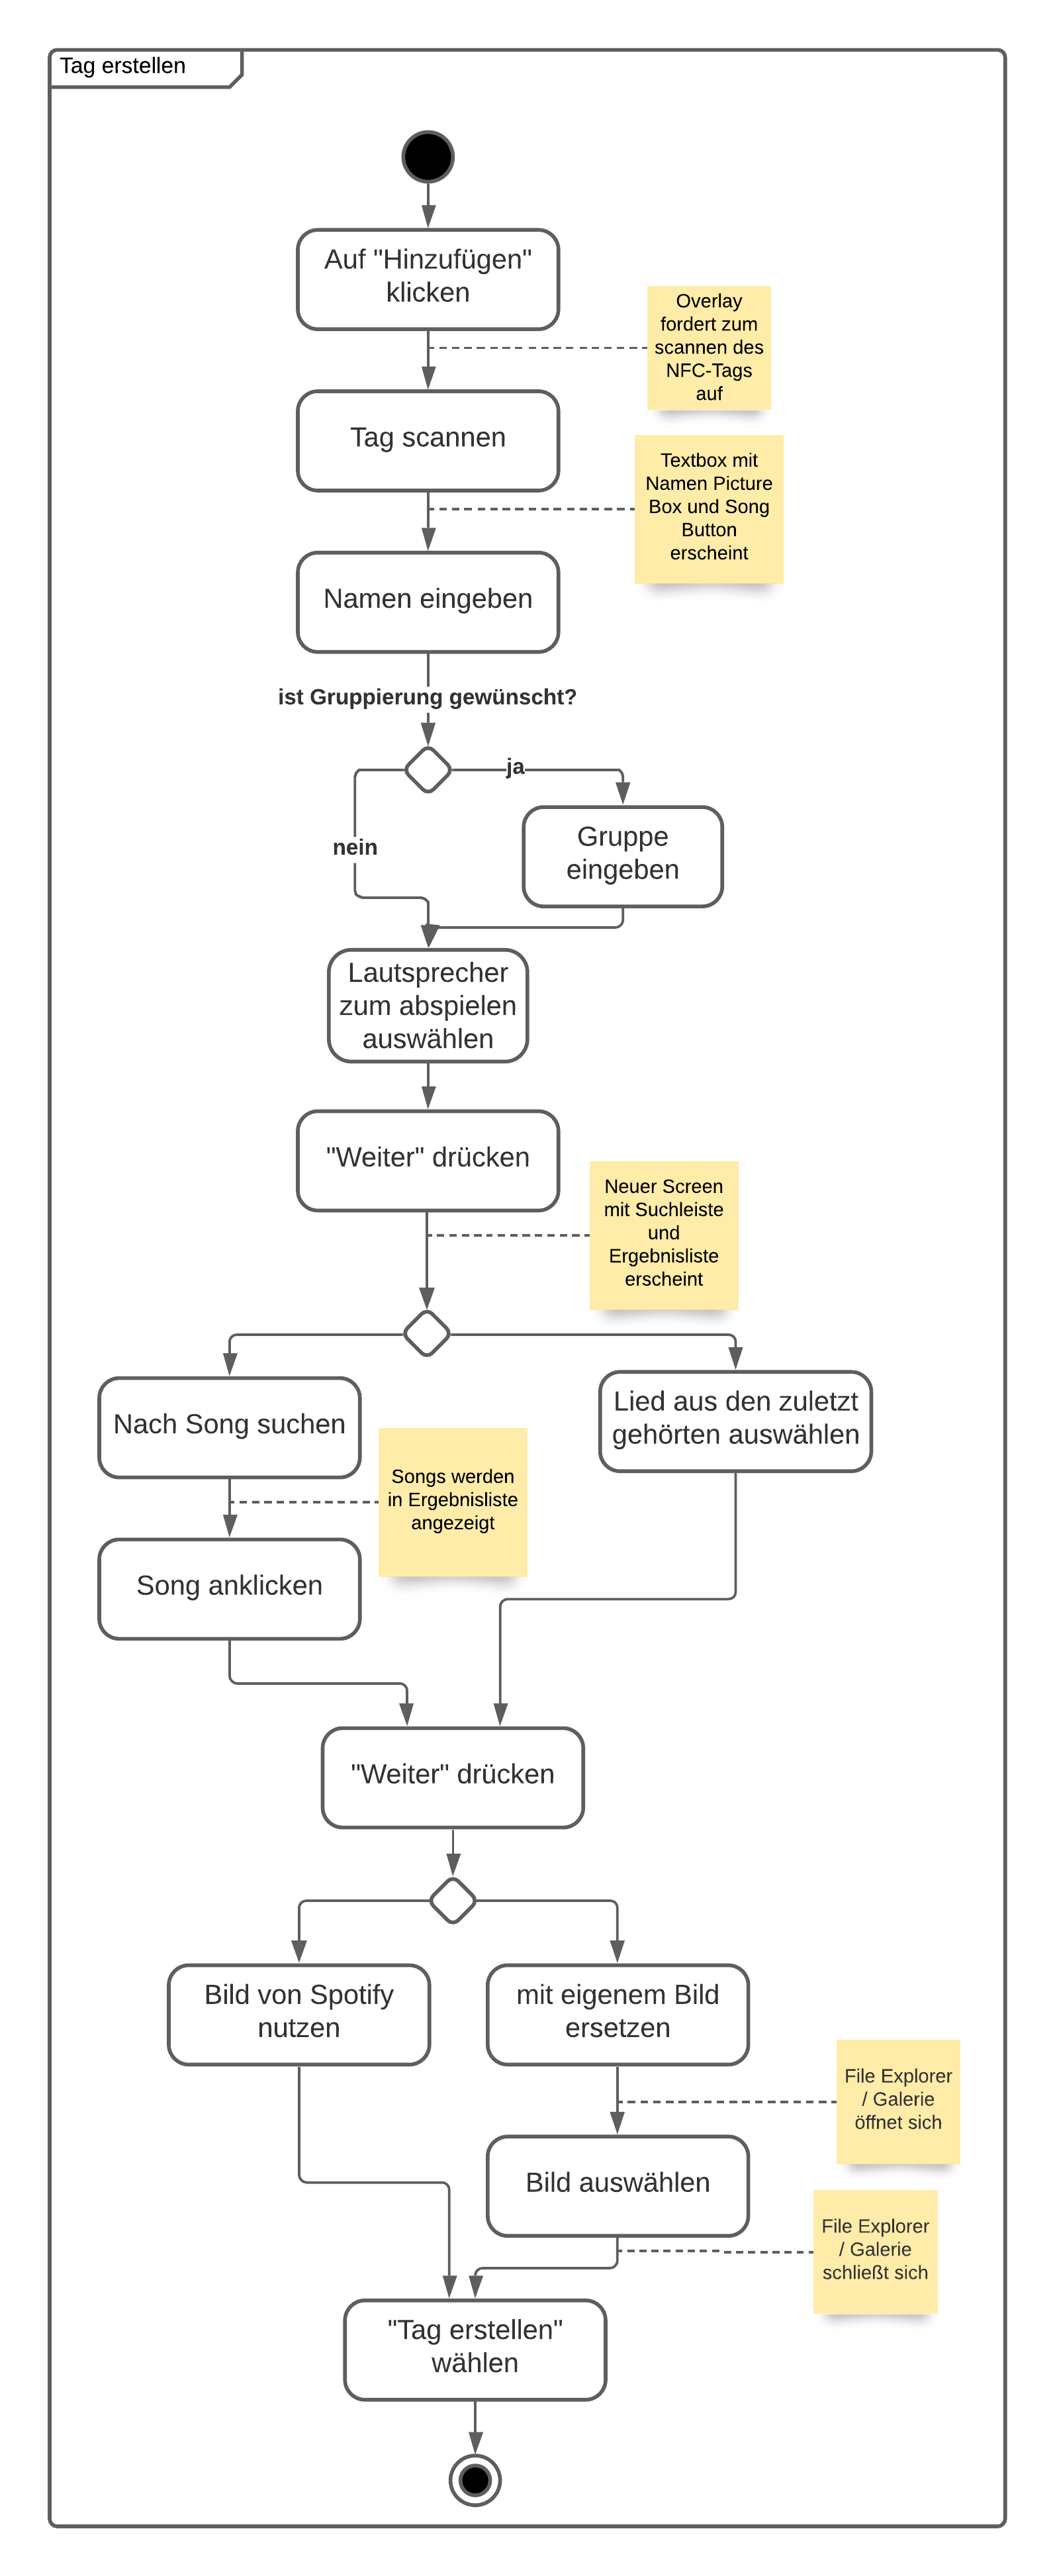 Tag erstellen
Auf "Hinzufügen"
klicken
Overlay
fordert zum
scannen des
NFC-Tags
auf
Tag scannen
Textbox mit
Namen Picture
Box und Song
Button
erscheint
Namen eingeben
ist Gruppierung gewünscht?
ja
nein
Gruppe
eingeben
Lautsprecher
zum abspielen
auswählen
"Weiter" drücken
Neuer Screen
mit Suchleiste
und
Ergebnisliste
erscheint
Nach Song suchen
Lied aus den zuletzt
gehörten auswählen
Songs werden
in Ergebnisliste
angezeigt
Song anklicken
"Weiter" drücken
Bild von Spotify
nutzen
mit eigenem Bild
ersetzen
File Explorer
/ Galerie
öffnet sich
Bild auswählen
File Explorer
/ Galerie
schließt sich
"Tag erstellen"
wählen